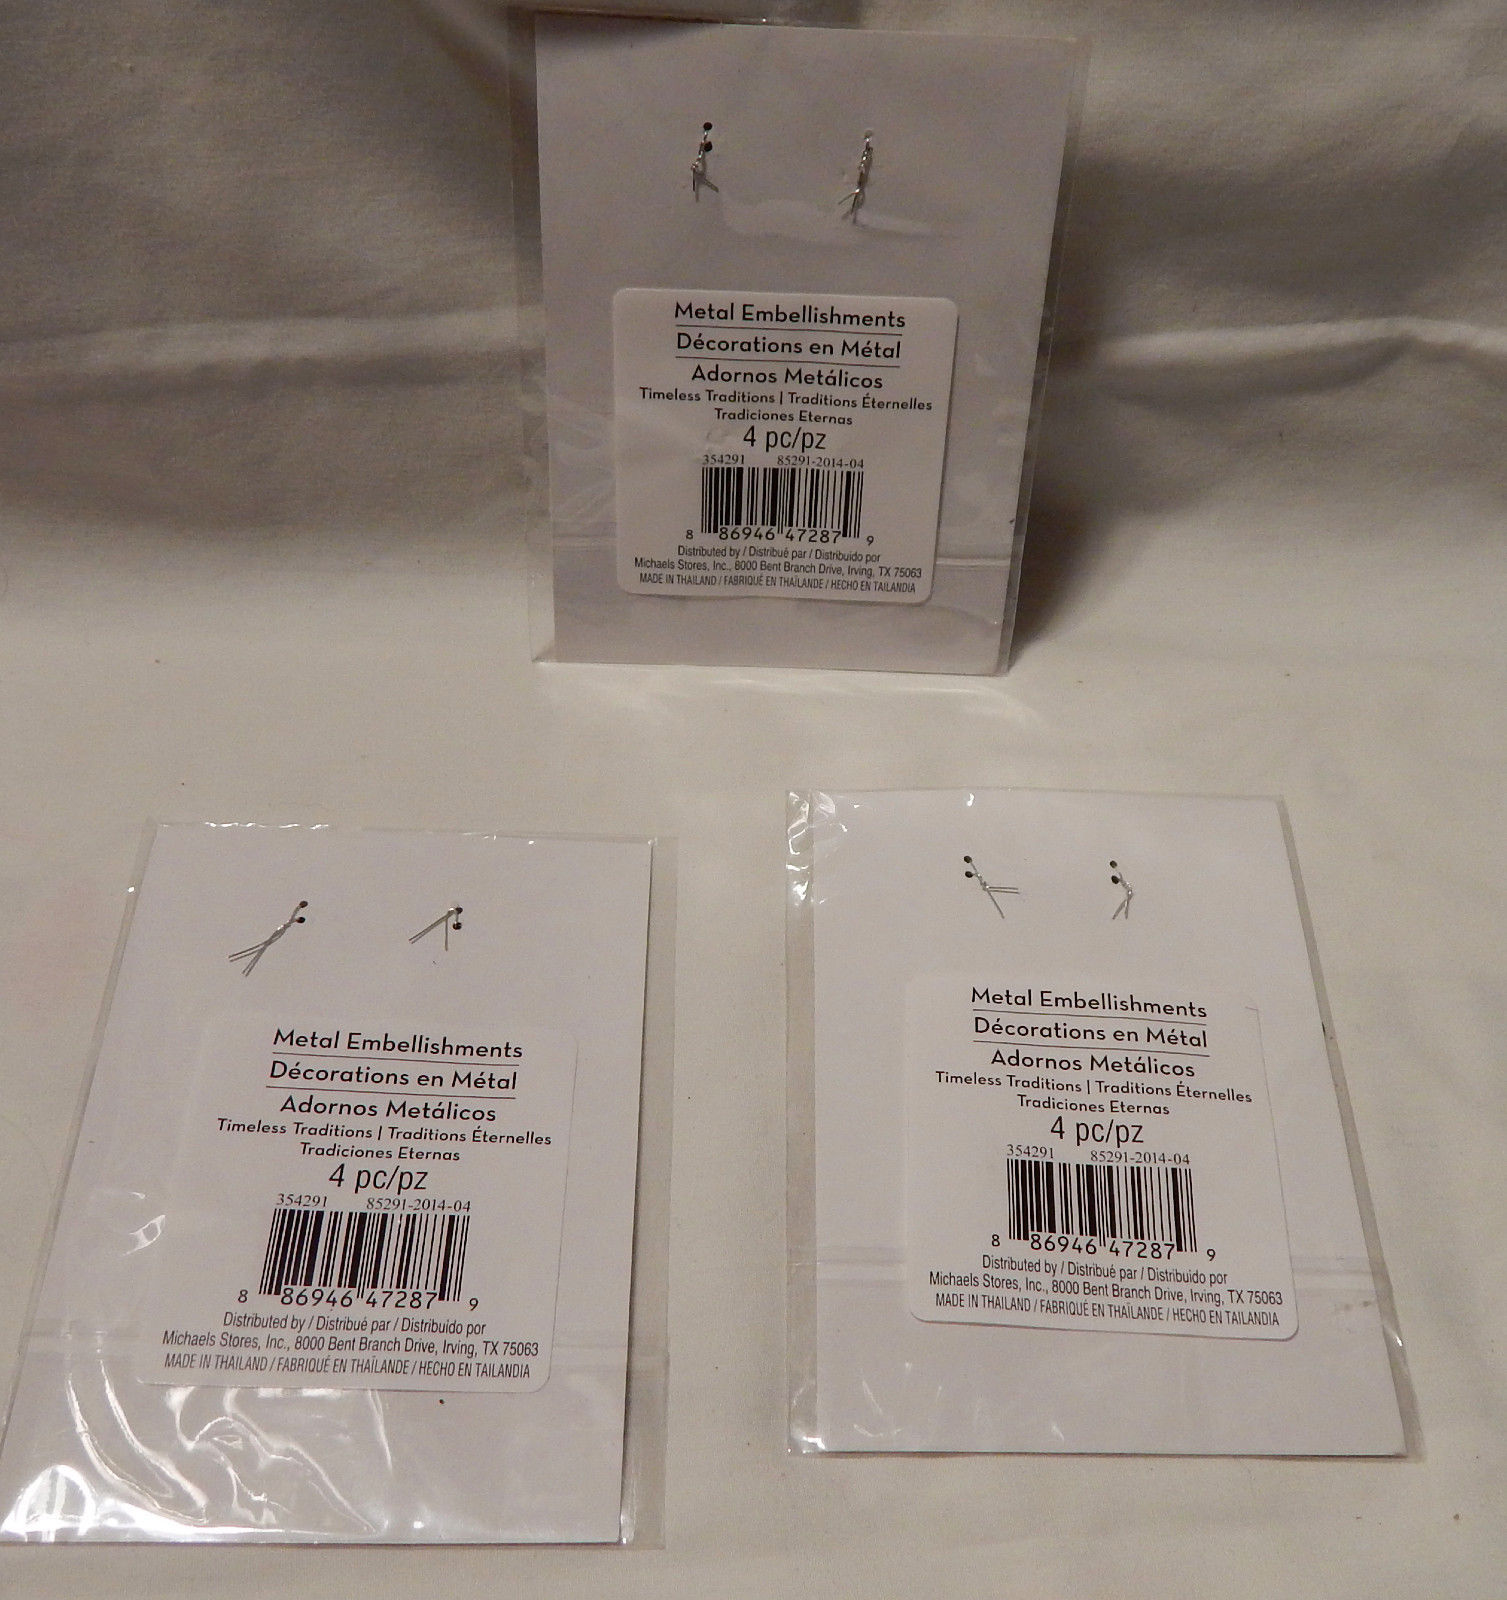 Metal Embellishments
Décorations en Métal
Adornos Metálicos
Timeless Traditions | Traditions Éternelles
Tradiciones Eternas
4 pc/pz
354291 85291-2014-04
8 86946 47287 9
Distributed by / Distribué par / Distribuido por
Michaels Stores, Inc., 8000 Bent Branch Drive, Irving, TX 75063
MADE IN THAILAND / FABRIQUÉ EN THAÏLANDE / HECHO EN TAILANDIA
Metal Embellishments
Décorations en Métal
Adornos Metálicos
Timeless Traditions | Traditions Éternelles
Tradiciones Eternas
4 pc/pz
354291 85291-2014-04
8 86946 47287 9
Distributed by / Distribué par / Distribuido por
Michaels Stores, Inc., 8000 Bent Branch Drive, Irving, TX 75063
MADE IN THAILAND / FABRIQUÉ EN THAÏLANDE / HECHO EN TAILANDIA
Metal Embellishments
Décorations en Métal
Adornos Metálicos
Timeless Traditions | Traditions Éternelles
Tradiciones Eternas
4 pc/pz
354291 85291-2014-04
8 86946 47287 9
Distributed by / Distribué par / Distribuido por
Michaels Stores, Inc., 8000 Bent Branch Drive, Irving, TX 75063
MADE IN THAILAND / FABRIQUÉ EN THAÏLANDE / HECHO EN TAILANDIA